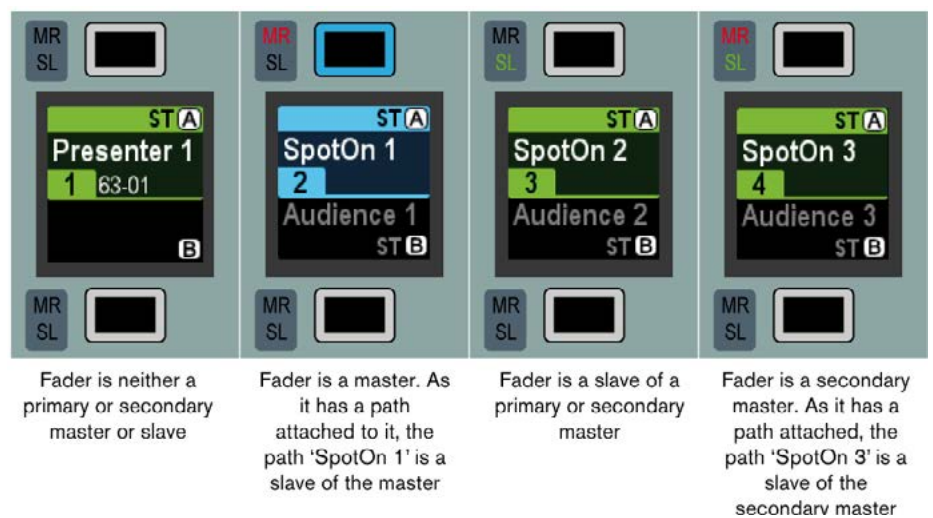 MR
SL
ST A
Presenter 1
1 63-01
B
MR
SL
Fader is neither a
primary or secondary
master or slave
MR
SL
ST A
SpotOn 1
2
Audience 1
ST B
MR
SL
Fader is a master. As
it has a path
attached to it, the
path ‘SpotOn 1’ is a
slave of the master
MR
SL
ST A
SpotOn 2
3
Audience 2
ST B
MR
SL
Fader is a slave of a
primary or secondary
master
MR
SL
ST A
SpotOn 3
4
Audience 3
ST B
MR
SL
Fader is a secondary
master. As it has a
path attached, the
path ‘SpotOn 3’ is a
slave of the
secondary master